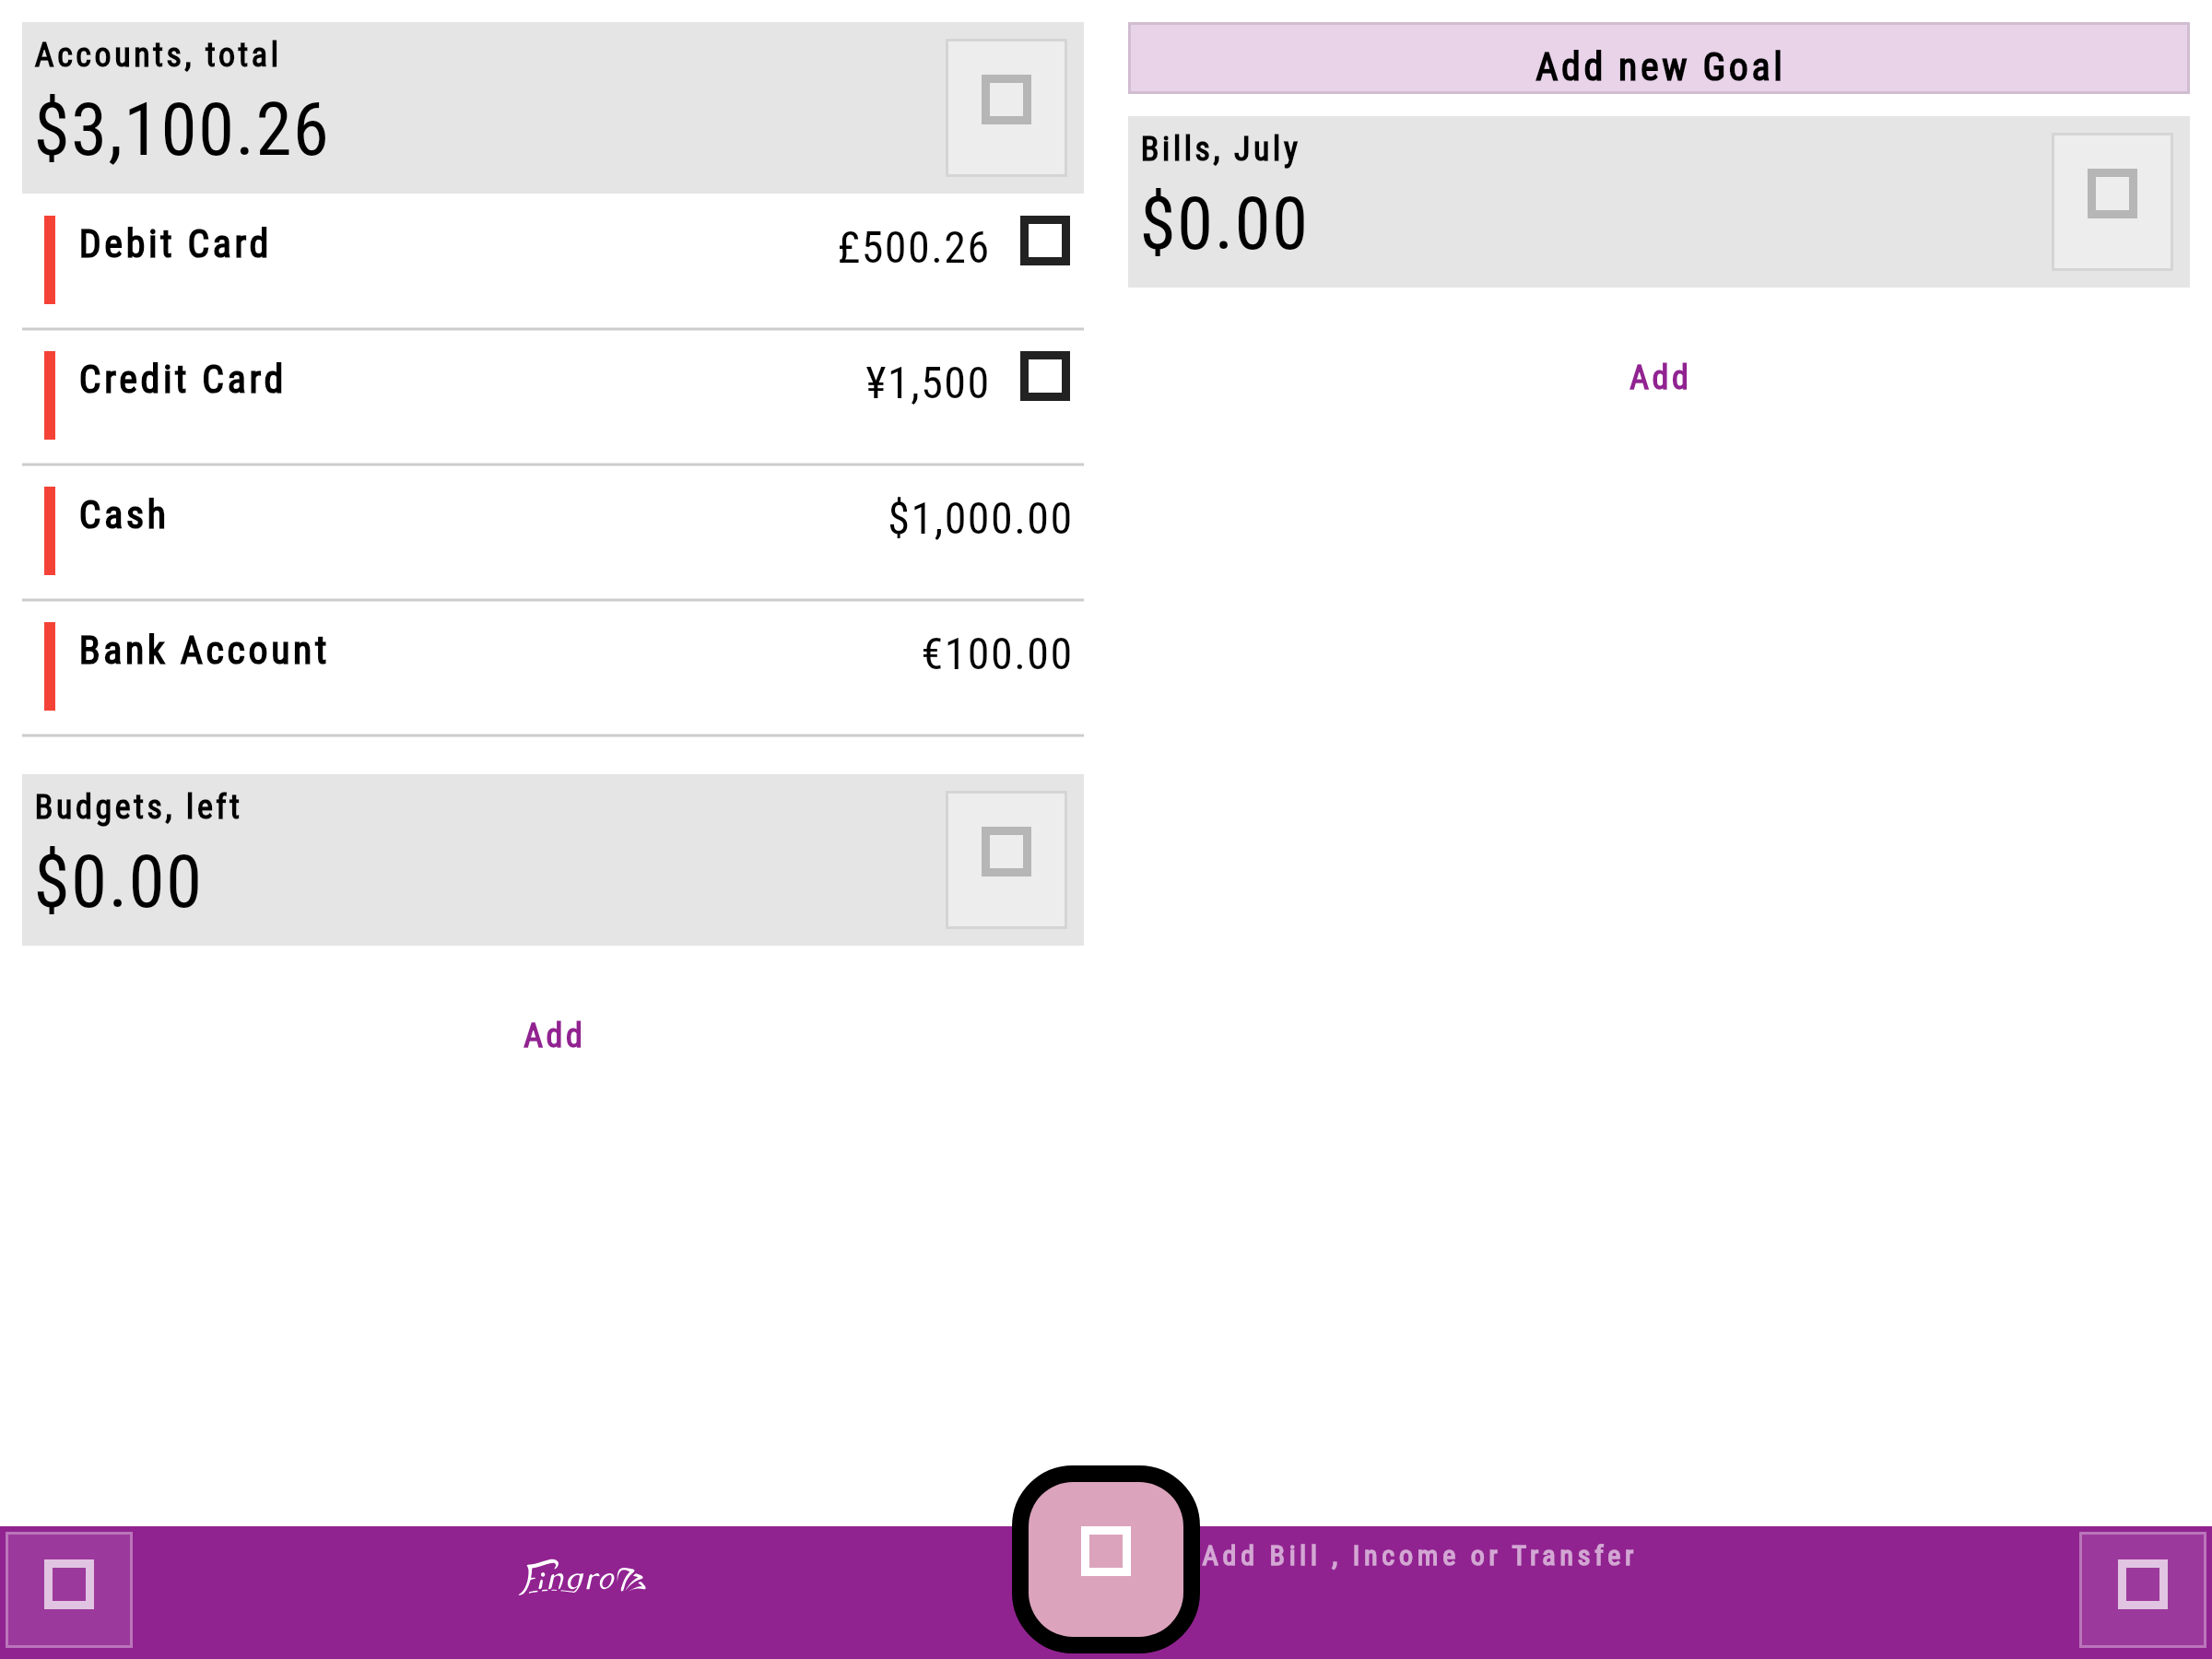 Accounts, total
$3,100.26
Debit Card
£500.26
Credit Card
¥1,500
Cash
$1,000.00
Bank Account
€100.00
Budgets, left
$0.00
Add
Add new Goal
Bills, July
$0.00
Add
Add Bill , Income or Transfer